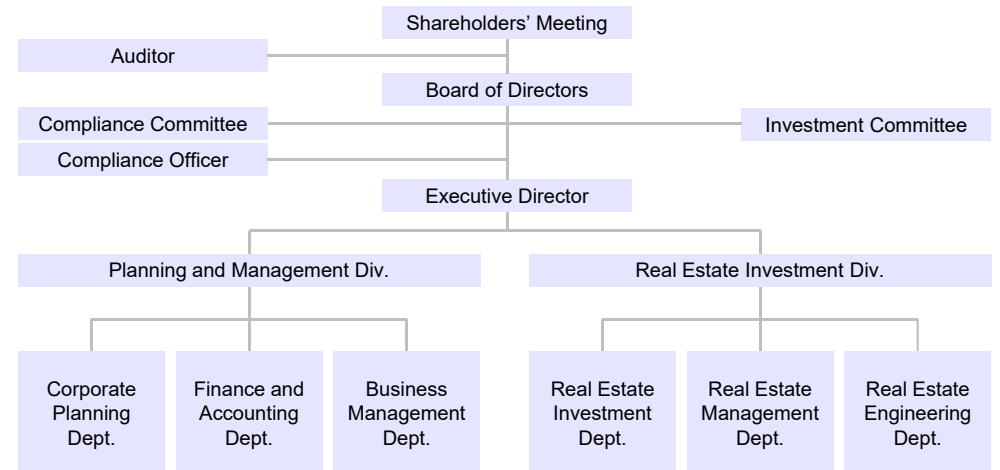 Shareholders’ Meeting
Auditor
Board of Directors
Compliance Committee
Investment Committee
Compliance Officer
Executive Director
Planning and Management Div.
Real Estate Investment Div.
Corporate
Planning
Dept.
Finance and
Accounting
Dept.
Business
Management
Dept.
Real Estate
Investment
Dept.
Real Estate
Management
Dept.
Real Estate
Engineering
Dept.